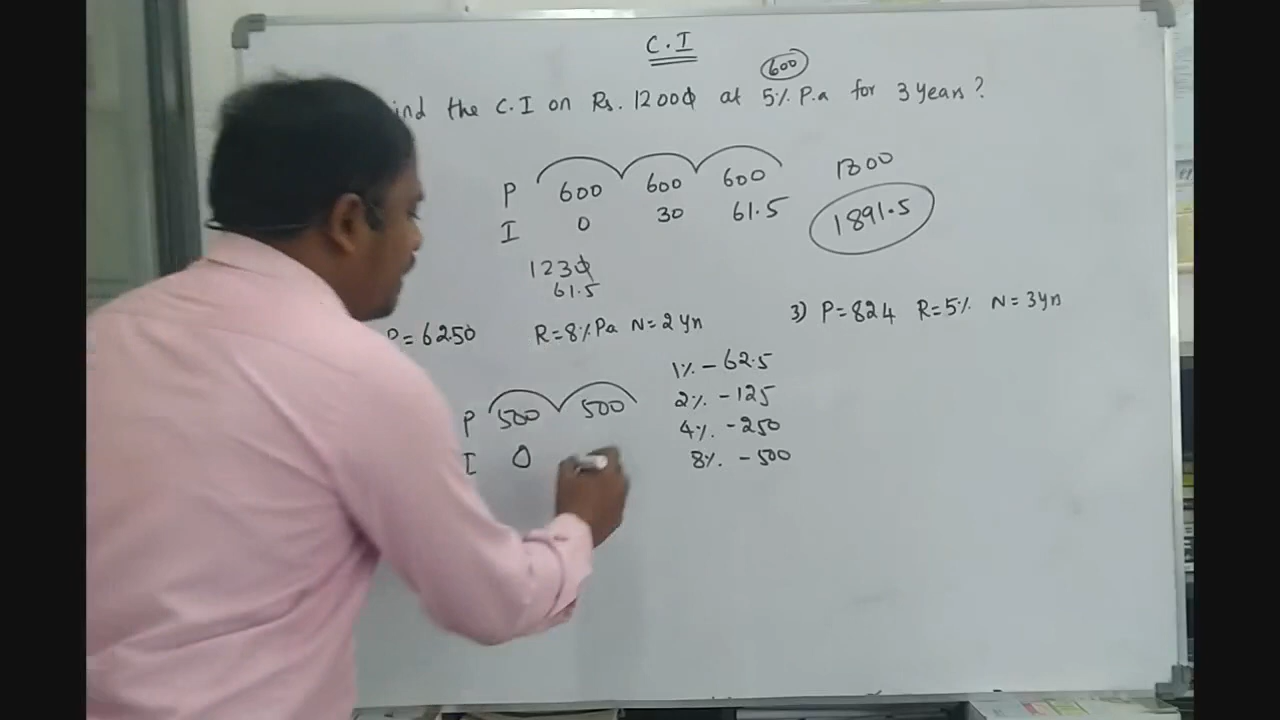 C.I
600
ind the C.I on Rs. 12000 at 5% P.a for 3 years?
P 600 600 600 1800
I 0 30 61.5 1891.5
1230
61.5
P=6250 R=8% Pa N=2 yrs
3) P=824 R=5% N=3yrs
1% - 62.5
2% - 125
4% - 250
8% - 500
P 500 500
I 0